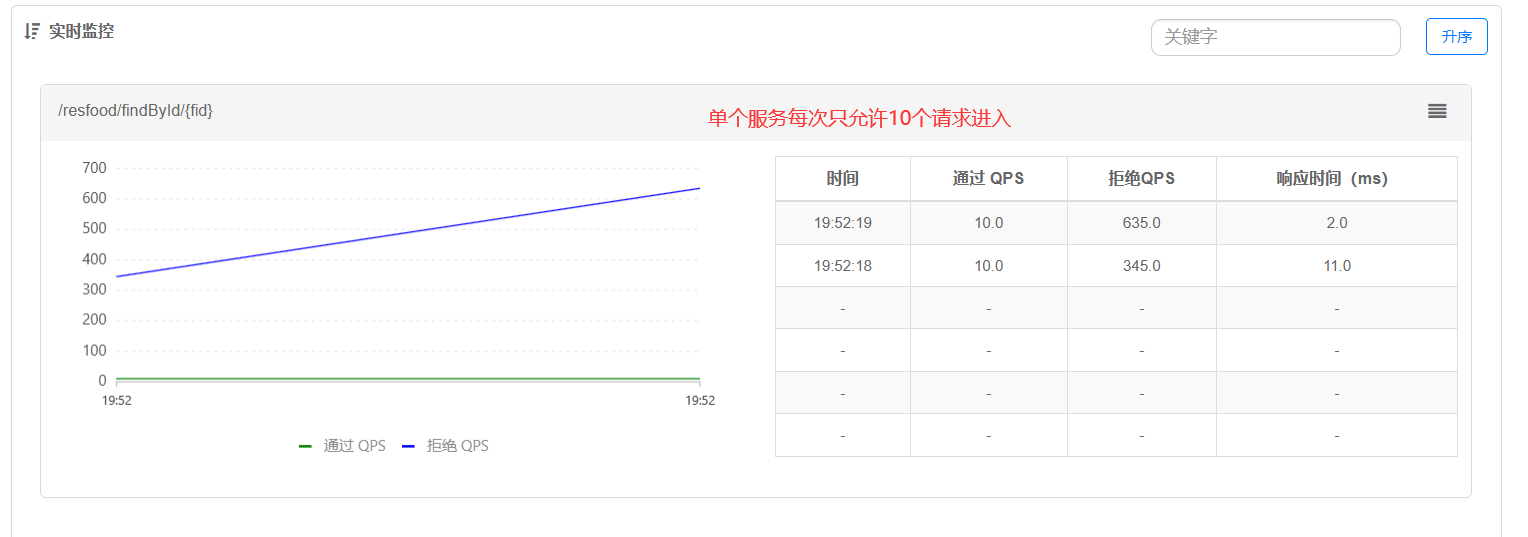 实时监控
关键字
升序
/resfood/findById/{fid}
单个服务每次只允许10个请求进入
700
600
500
400
300
200
100
0
19:52 19:52
通过 QPS 拒绝 QPS
时间 通过 QPS 拒绝QPS 响应时间（ms）
19:52:19 10.0 635.0 2.0
19:52:18 10.0 345.0 11.0
- - - -
- - - -
- - - -
- - - -